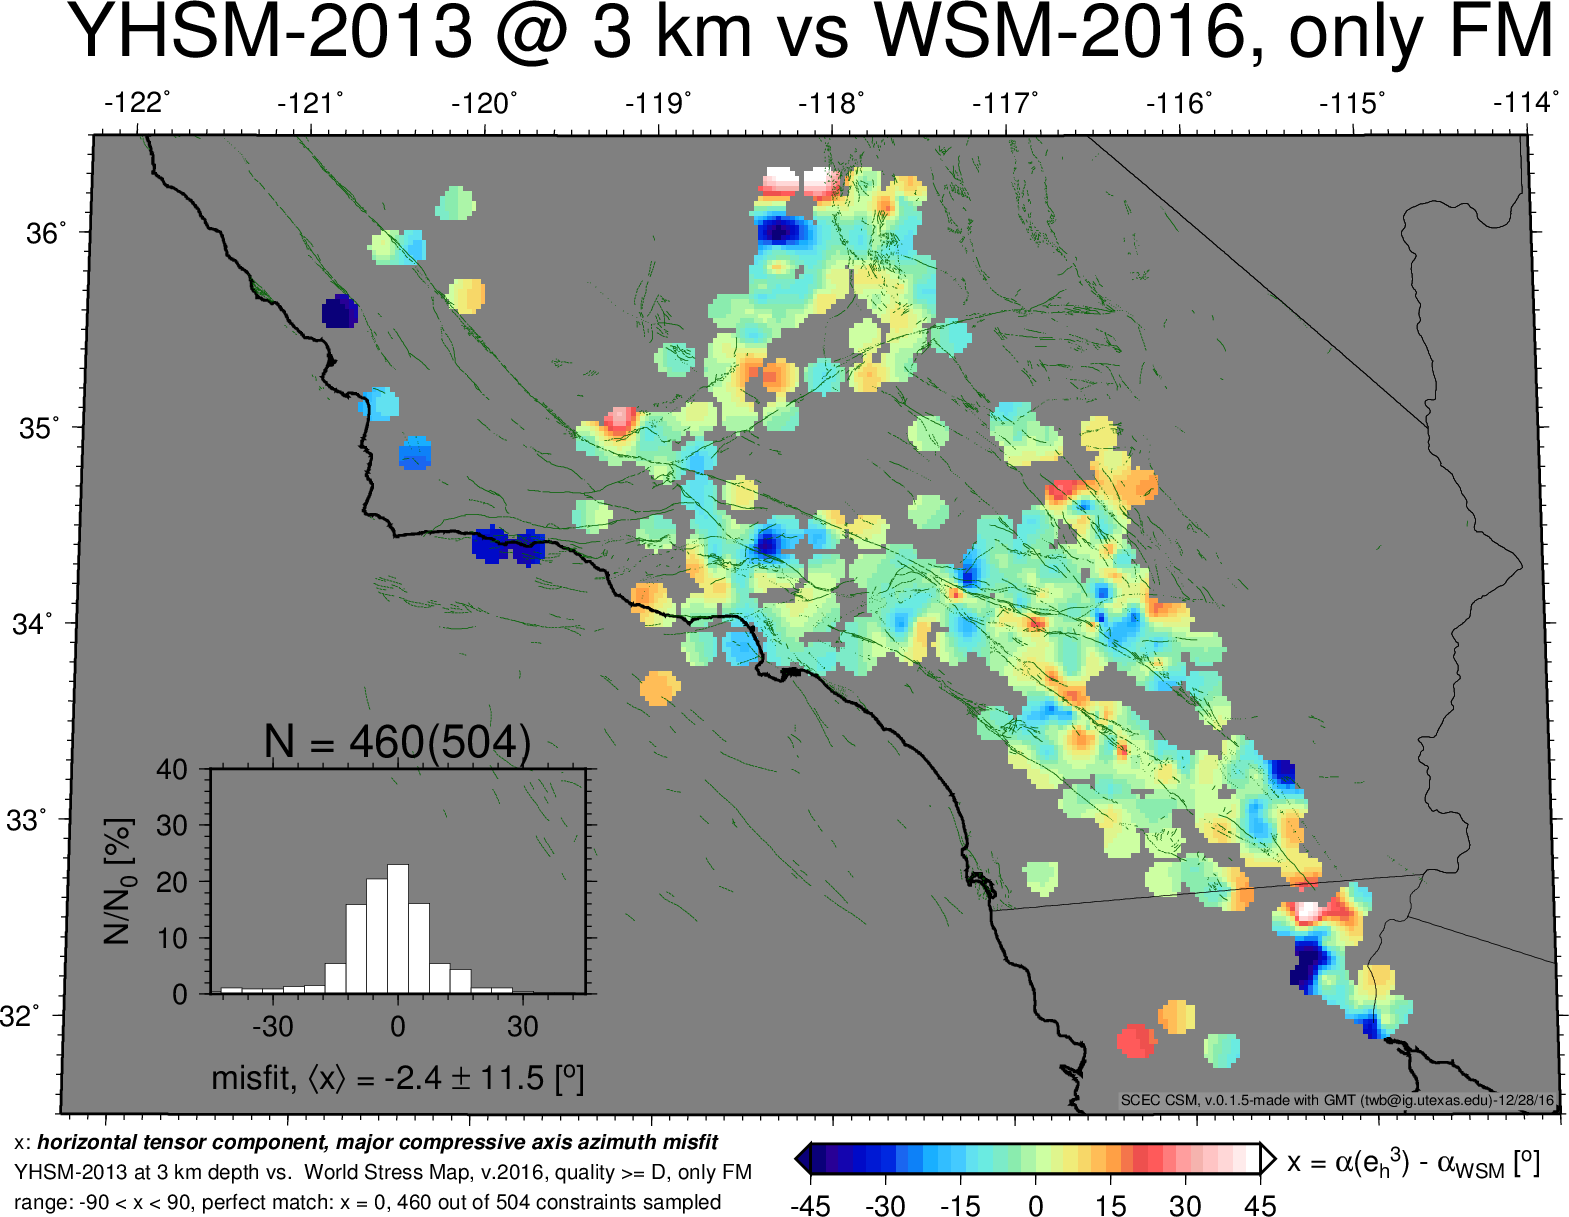 YHSM-2013 @ 3 km vs WSM-2016, only FM
-122˚ -121˚ -120˚ -119˚ -118˚ -117˚ -116˚ -115˚ -114˚
36˚
35˚
34˚
33˚
32˚
N = 460(504)
40
30
20
10
0
N/N0 [%]
-30 0 30
misfit, ⟨x⟩ = -2.4 ± 11.5 [º]
SCEC CSM, v.0.1.5-made with GMT (twb@ig.utexas.edu)-12/28/16
x: horizontal tensor component, major compressive axis azimuth misfit
YHSM-2013 at 3 km depth vs. World Stress Map, v.2016, quality >= D, only FM
range: -90 < x < 90, perfect match: x = 0, 460 out of 504 constraints sampled
x = α(eh3) - αWSM [º]
-45 -30 -15 0 15 30 45